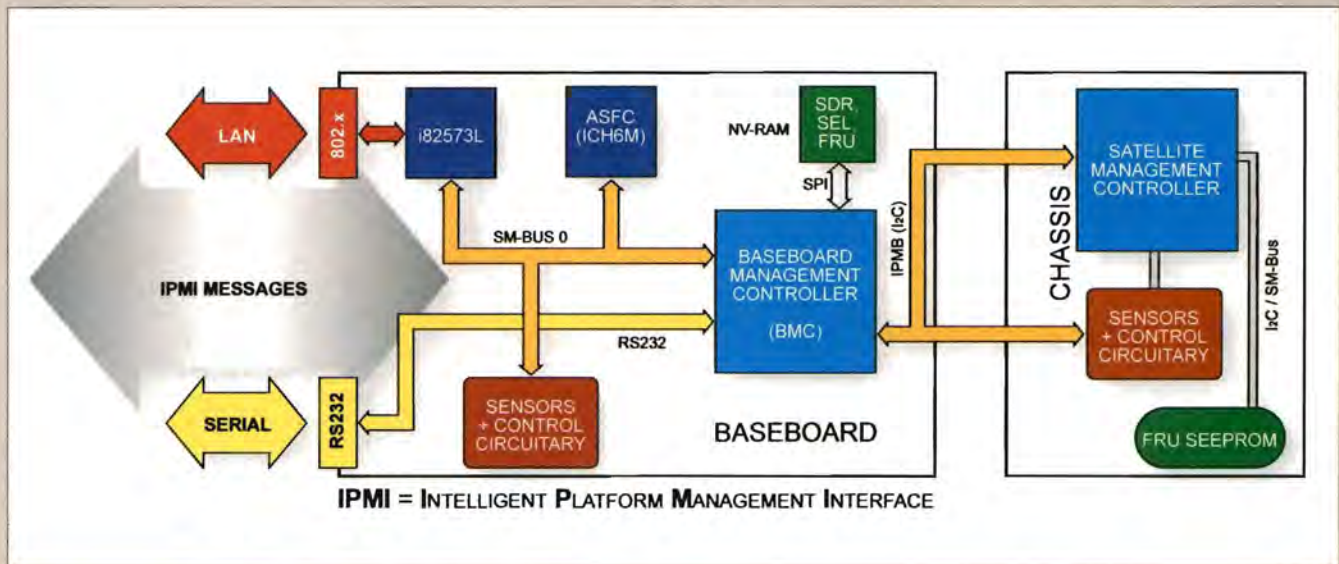 LAN
802.x
i82573L
ASFC
(ICH6M)
NV-RAM
SDR,
SEL
FRU
SPI
SM-BUS 0
IPMI MESSAGES
BASEBOARD
MANAGEMENT
CONTROLLER
(BMC)
IPMB (I2C)
RS232
SERIAL
RS232
SENSORS
+ CONTROL
CIRCUITARY
BASEBOARD
CHASSIS
SATELLITE
MANAGEMENT
CONTROLLER
I2C / SM-Bus
SENSORS
+ CONTROL
CIRCUITARY
FRU SEEPROM
IPMI = INTELLIGENT PLATFORM MANAGEMENT INTERFACE